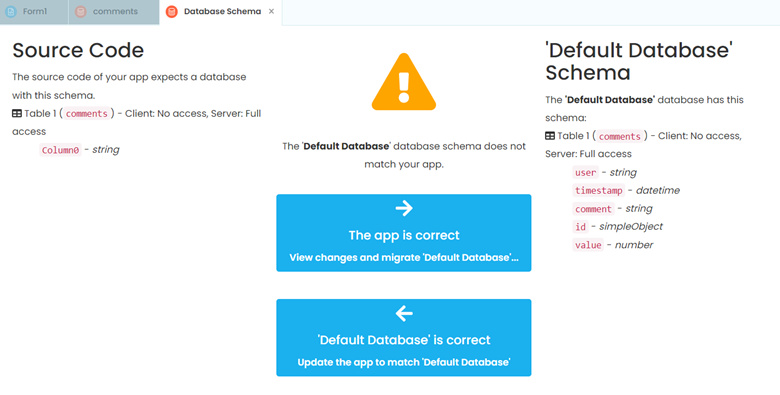 Form1
comments
Database Schema
Source Code
The source code of your app expects a database
with this schema.
Table 1 ( comments ) - Client: No access, Server: Full
access
Column0 - string
The 'Default Database' database schema does not
match your app.
The app is correct
View changes and migrate 'Default Database'...
'Default Database' is correct
Update the app to match 'Default Database'
'Default Database'
Schema
The 'Default Database' database has this
schema:
Table 1 ( comments ) - Client: No access,
Server: Full access
user - string
timestamp - datetime
comment - string
id - simpleObject
value - number